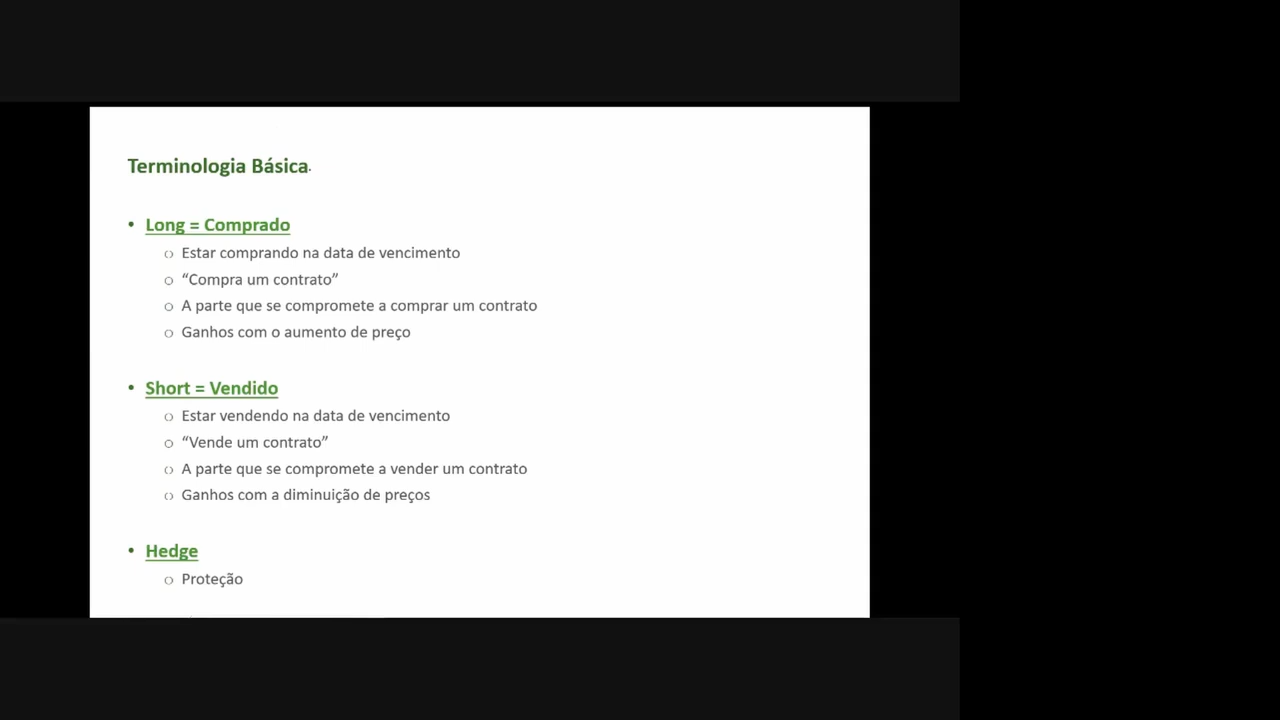 Terminologia Básica.
• Long = Comprado
○ Estar comprando na data de vencimento
○ “Compra um contrato”
○ A parte que se compromete a comprar um contrato
○ Ganhos com o aumento de preço
• Short = Vendido
○ Estar vendendo na data de vencimento
○ “Vende um contrato”
○ A parte que se compromete a vender um contrato
○ Ganhos com a diminuição de preços
• Hedge
○ Proteção